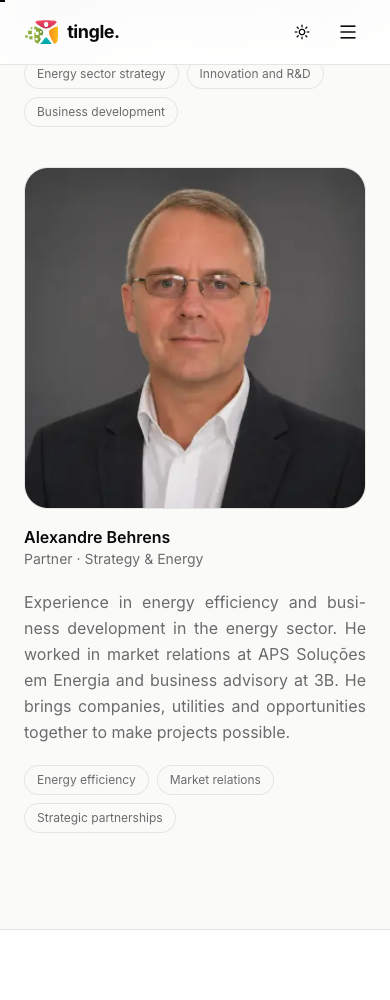 tingle.
Energy sector strategy
Innovation and R&D
Business development
Alexandre Behrens
Partner · Strategy & Energy
Experience in energy efficiency and busi-
ness development in the energy sector. He
worked in market relations at APS Soluções
em Energia and business advisory at 3B. He
brings companies, utilities and opportunities
together to make projects possible.
Energy efficiency
Market relations
Strategic partnerships